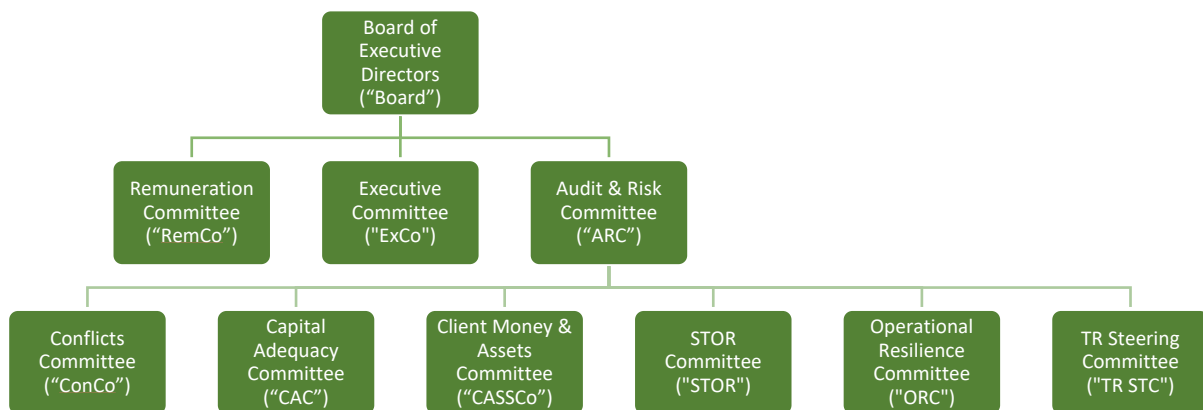 Board of
Executive
Directors
(“Board”)
Remuneration
Committee
(“RemCo”)
Executive
Committee
("ExCo")
Audit & Risk
Committee
(“ARC”)
Conflicts
Committee
(“ConCo”)
Capital
Adequacy
Committee
(“CAC”)
Client Money &
Assets
Committee
(“CASSCo”)
STOR
Committee
("STOR")
Operational
Resilience
Committee
("ORC")
TR Steering
Committee
("TR STC")